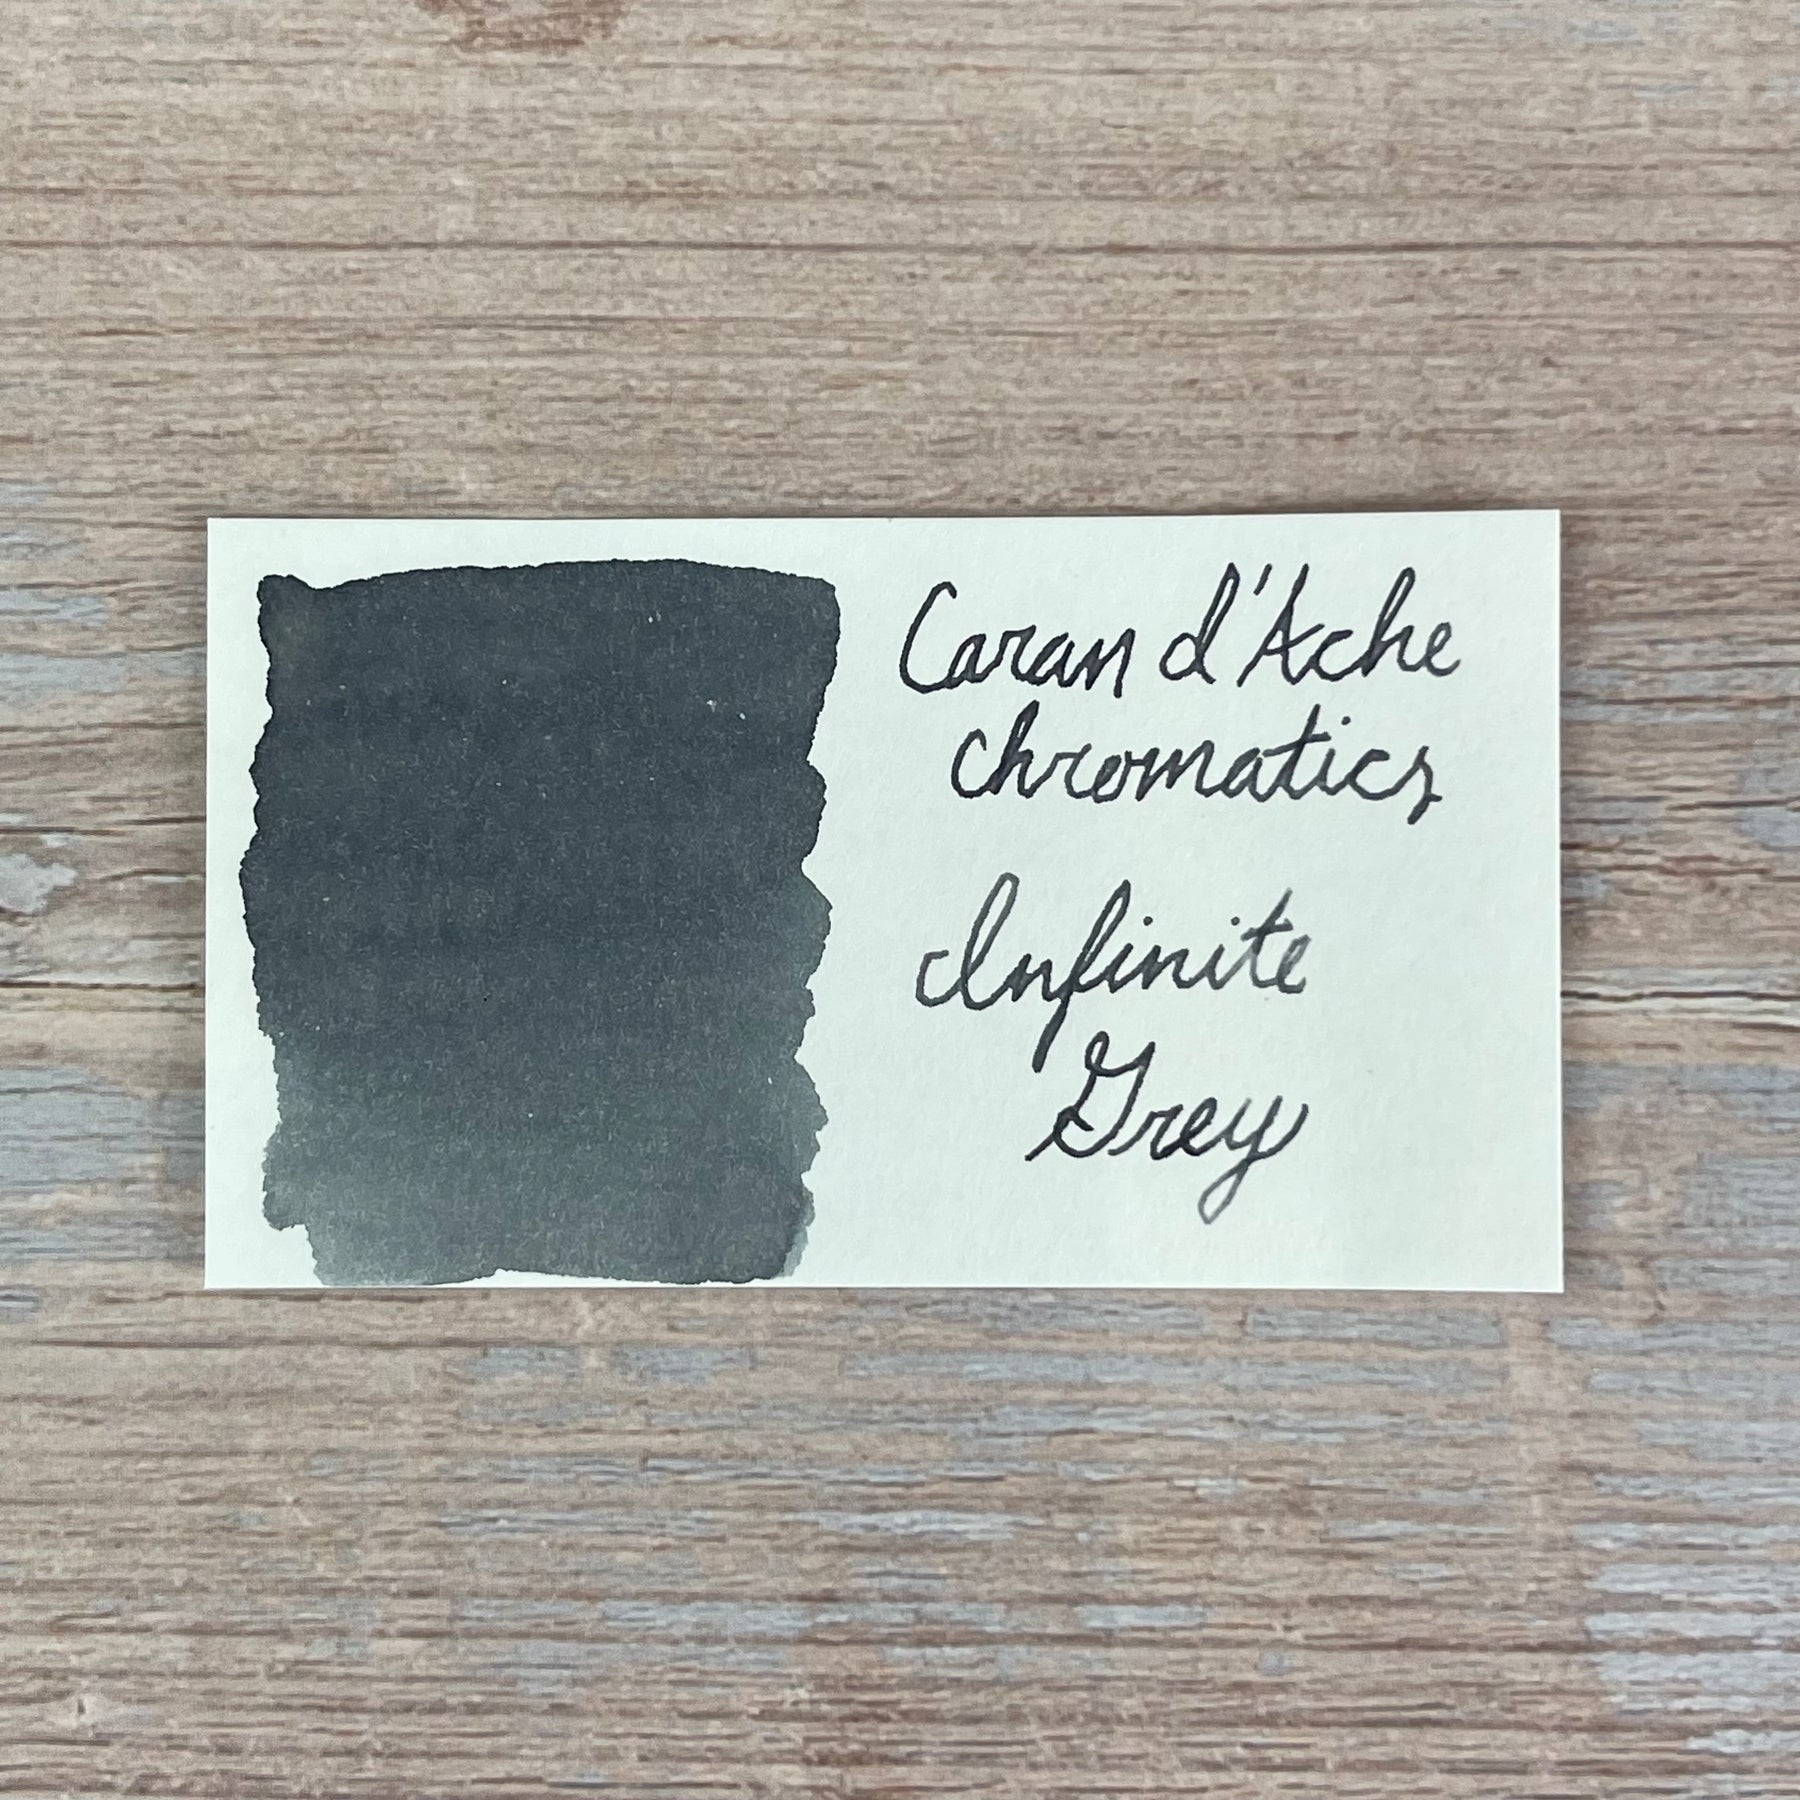 Caran d'Ache
chromatics
Infinite
Grey